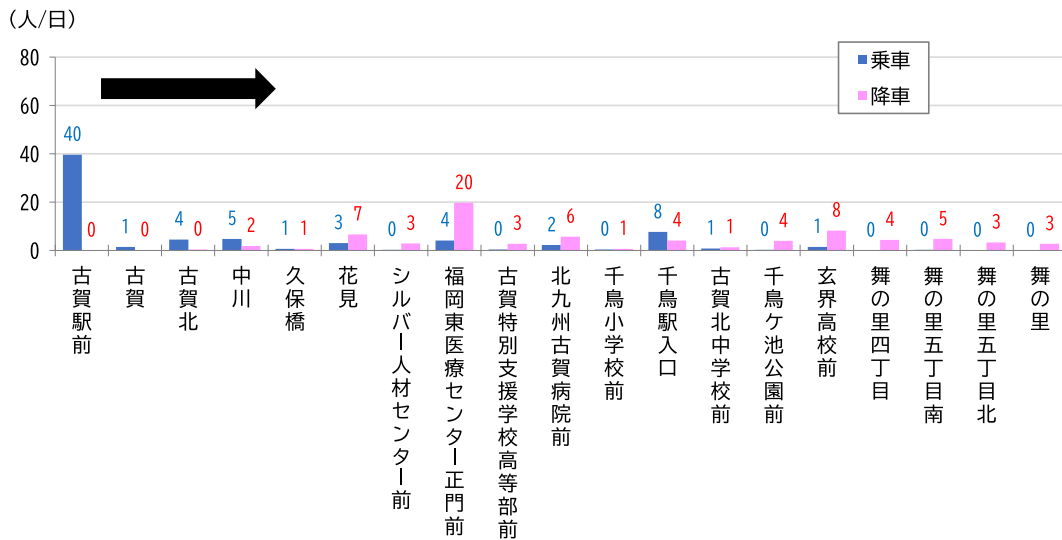 (人/日)
80
60
40
20
0
乗車
降車
40 0 1 0 4 0 5 2 1 1 3 7 0 3 4 20 0 3 2 6 0 1 8 4 1 1 0 4 1 8 0 4 0 5 0 3 0 3
古賀駅前
古賀
古賀北
中川
久保橋
花見
シルバー人材センター前
福岡東医療センター正門前
古賀特別支援学校高等部前
北九州古賀病院前
千鳥小学校前
千鳥駅入口
古賀北中学校前
千鳥ケ池公園前
玄界高校前
舞の里四丁目
舞の里五丁目南
舞の里五丁目北
舞の里